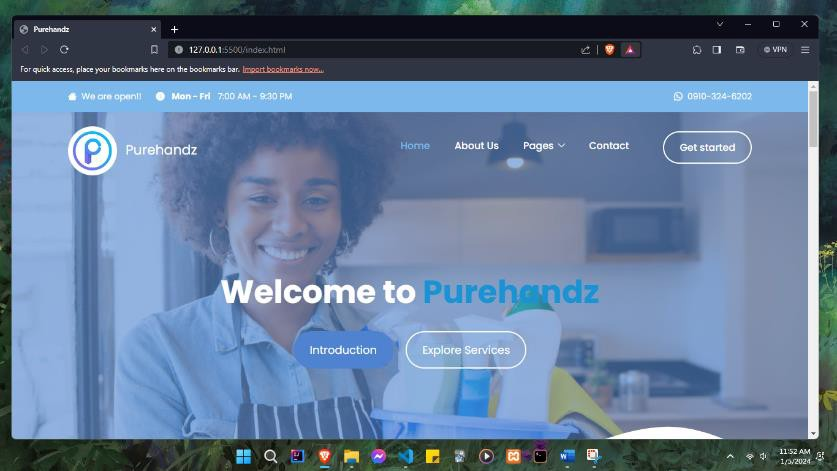 Purehandz
127.0.0.1:5500/index.html
VPN
For quick access, place your bookmarks here on the bookmarks bar. Import bookmarks now...
We are open!! Mon - Fri 7:00 AM - 9:30 PM
0910-324-6202
P Purehandz
Home About Us Pages Contact Get started
Welcome to Purehandz
Introduction Explore Services
11:52 AM
1/5/2024